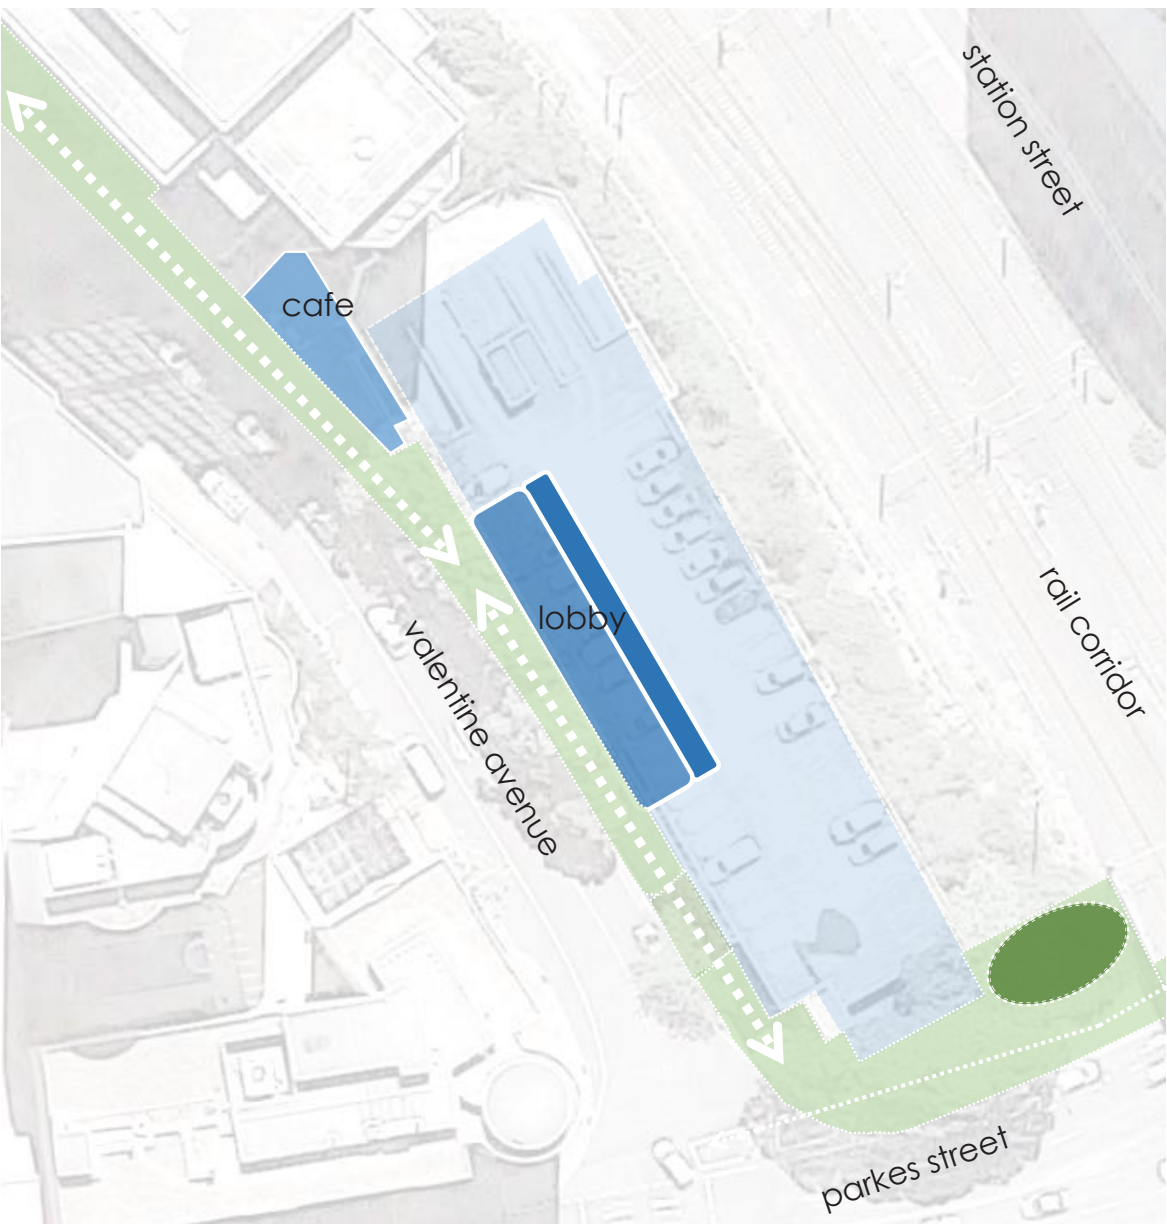 station street
cafe
rail corridor
lobby
valentine avenue
parkes street